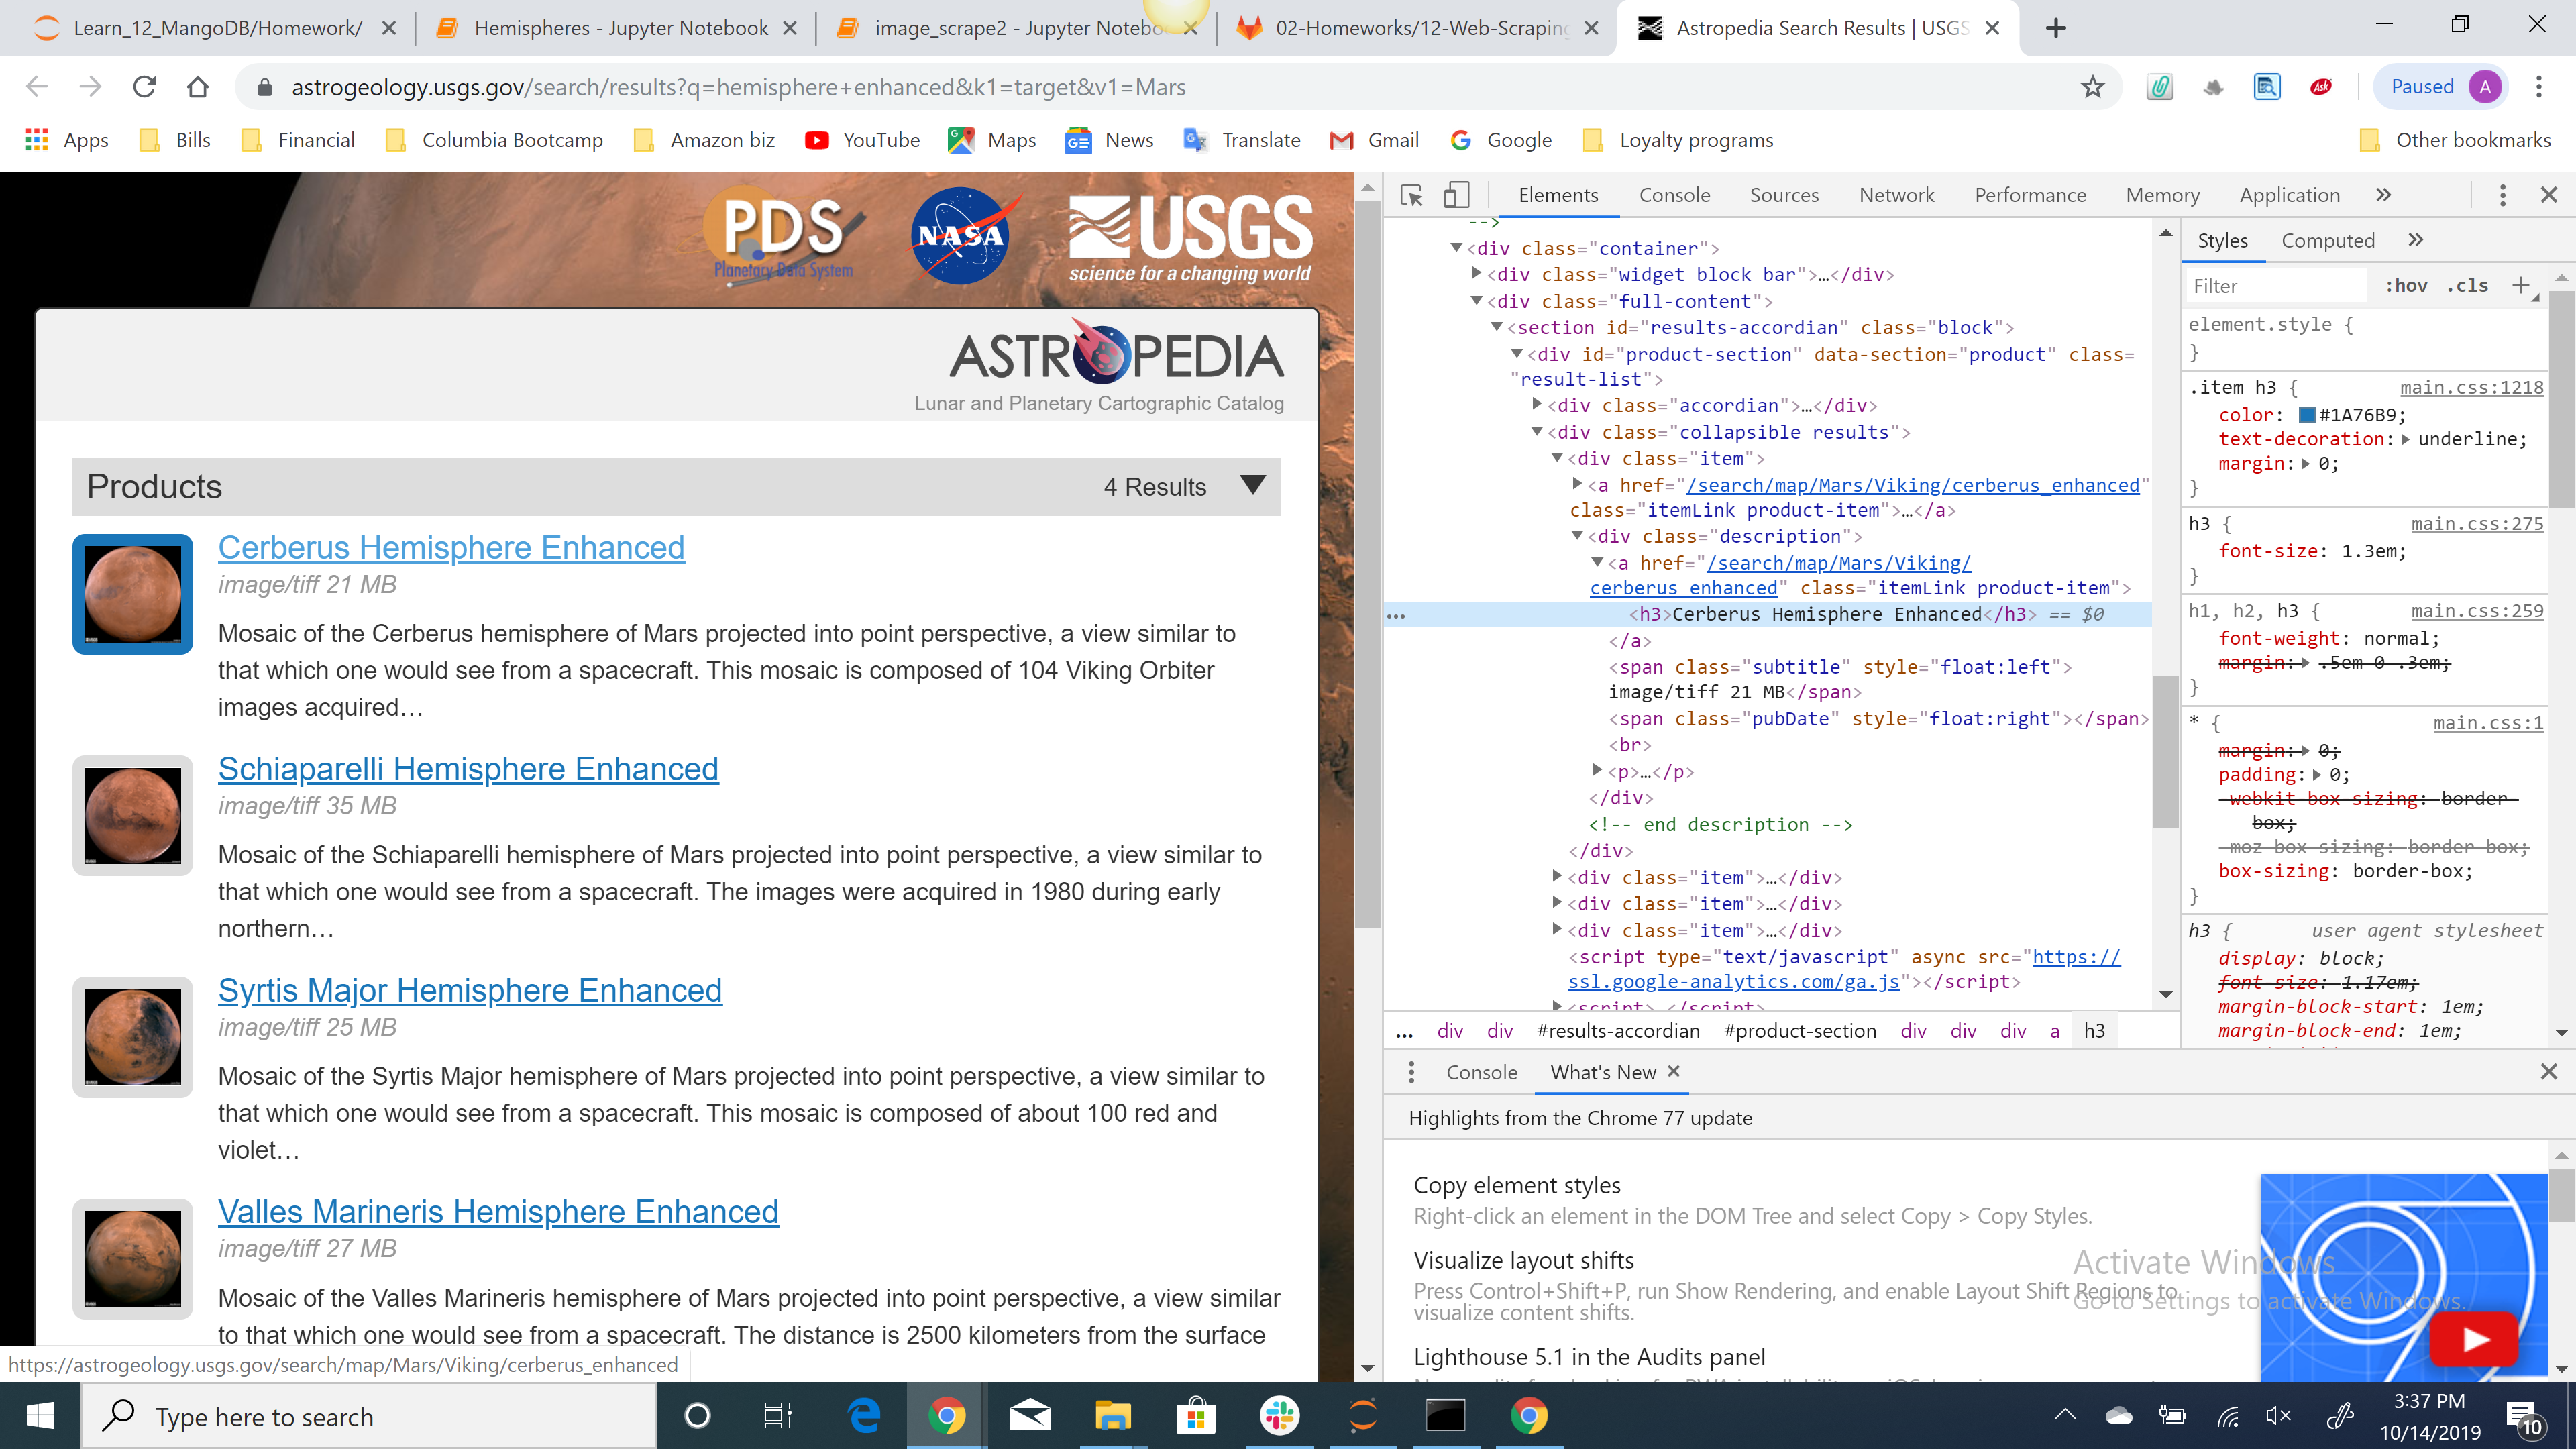 Learn_12_MangoDB/Homework/
Hemispheres - Jupyter Notebook
image_scrape2 - Jupyter Notebo
02-Homeworks/12-Web-Scraping
Astropedia Search Results | USGS
astrogeology.usgs.gov/search/results?q=hemisphere+enhanced&k1=target&v1=Mars
Ask
Paused A
Apps Bills Financial Columbia Bootcamp Amazon biz YouTube Maps News Translate Gmail Google Loyalty programs Other bookmarks
PDS
Planetary Data System
NASA
USGS
science for a changing world
ASTROPEDIA
Lunar and Planetary Cartographic Catalog
Products 4 Results
Cerberus Hemisphere Enhanced
image/tiff 21 MB
Mosaic of the Cerberus hemisphere of Mars projected into point perspective, a view similar to
that which one would see from a spacecraft. This mosaic is composed of 104 Viking Orbiter
images acquired…
Schiaparelli Hemisphere Enhanced
image/tiff 35 MB
Mosaic of the Schiaparelli hemisphere of Mars projected into point perspective, a view similar to
that which one would see from a spacecraft. The images were acquired in 1980 during early
northern…
Syrtis Major Hemisphere Enhanced
image/tiff 25 MB
Mosaic of the Syrtis Major hemisphere of Mars projected into point perspective, a view similar to
that which one would see from a spacecraft. This mosaic is composed of about 100 red and
violet…
Valles Marineris Hemisphere Enhanced
image/tiff 27 MB
Mosaic of the Valles Marineris hemisphere of Mars projected into point perspective, a view similar
to that which one would see from a spacecraft. The distance is 2500 kilometers from the surface
https://astrogeology.usgs.gov/search/map/Mars/Viking/cerberus_enhanced
Elements Console Sources Network Performance Memory Application »
-->
<div class="container">
<div class="widget block bar">…</div>
<div class="full-content">
<section id="results-accordian" class="block">
<div id="product-section" data-section="product" class=
"result-list">
<div class="accordian">…</div>
<div class="collapsible results">
<div class="item">
<a href="/search/map/Mars/Viking/cerberus_enhanced"
class="itemLink product-item">…</a>
<div class="description">
<a href="/search/map/Mars/Viking/
cerberus_enhanced" class="itemLink product-item">
… <h3>Cerberus Hemisphere Enhanced</h3> == $0
</a>
<span class="subtitle" style="float:left">
image/tiff 21 MB</span>
<span class="pubDate" style="float:right"></span>
<br>
<p>…</p>
</div>
<!-- end description -->
</div>
<div class="item">…</div>
<div class="item">…</div>
<div class="item">…</div>
<script type="text/javascript" async src="https://
ssl.google-analytics.com/ga.js"></script>
<script>…</script>
… div div #results-accordian #product-section div div div a h3
Styles Computed »
Filter :hov .cls +
element.style {
}
.item h3 { main.css:1218
color: #1A76B9;
text-decoration: underline;
margin: 0;
}
h3 { main.css:275
font-size: 1.3em;
}
h1, h2, h3 { main.css:259
font-weight: normal;
margin: .5em 0 .3em;
}
* { main.css:1
margin: 0;
padding: 0;
-webkit-box-sizing: border-
box;
-moz-box-sizing: border-box;
box-sizing: border-box;
}
h3 { user agent stylesheet
display: block;
font-size: 1.17em;
margin-block-start: 1em;
margin-block-end: 1em;
Console What's New
Highlights from the Chrome 77 update
Copy element styles
Right-click an element in the DOM Tree and select Copy > Copy Styles.
Visualize layout shifts
Press Control+Shift+P, run Show Rendering, and enable Layout Shift Regions to
visualize content shifts.
Lighthouse 5.1 in the Audits panel
Activate Windows
Go to Settings to activate Windows.
Type here to search
3:37 PM
10/14/2019
10